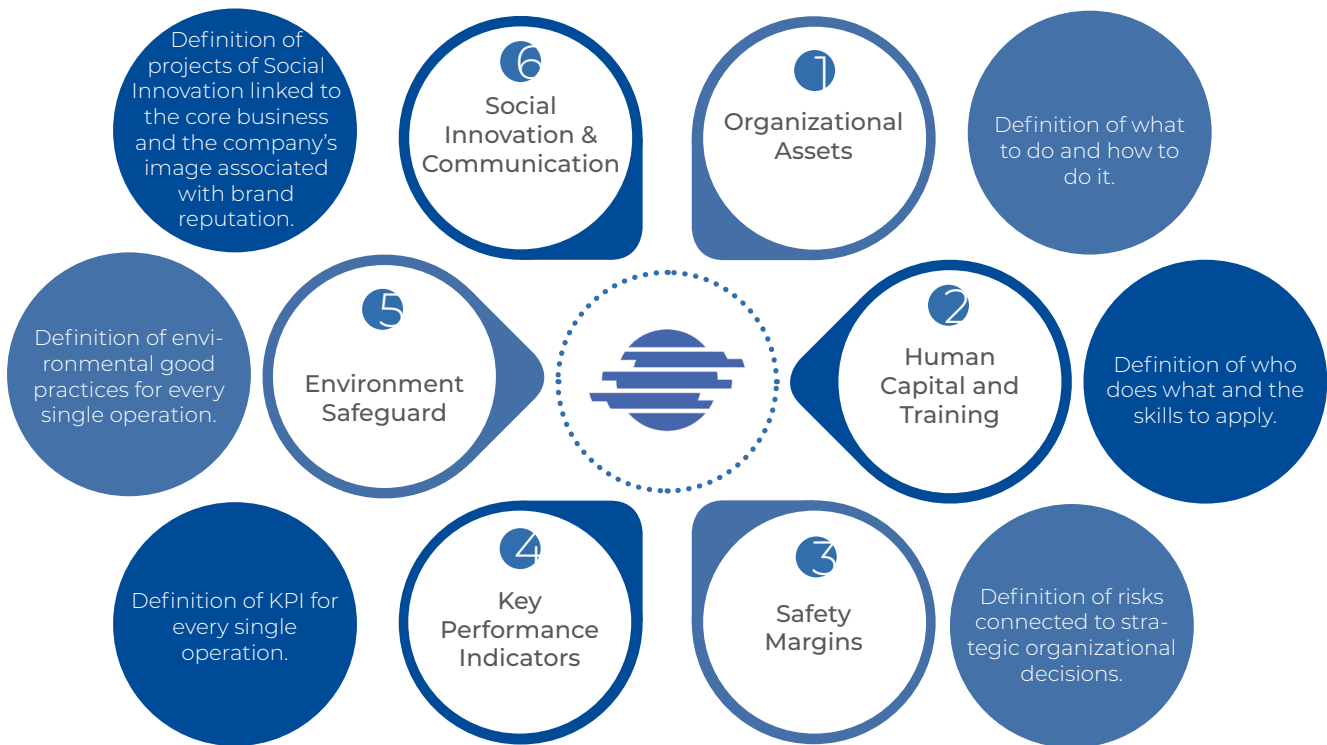 1
Organizational
Assets
Definition of what
to do and how to
do it.
2
Human
Capital and
Training
Definition of who
does what and the
skills to apply.
3
Safety
Margins
Definition of risks
connected to stra-
tegic organizational
decisions.
4
Key
Performance
Indicators
Definition of KPI for
every single
operation.
5
Environment
Safeguard
Definition of envi-
ronmental good
practices for every
single operation.
6
Social
Innovation &
Communication
Definition of
projects of Social
Innovation linked to
the core business
and the company’s
image associated
with brand
reputation.